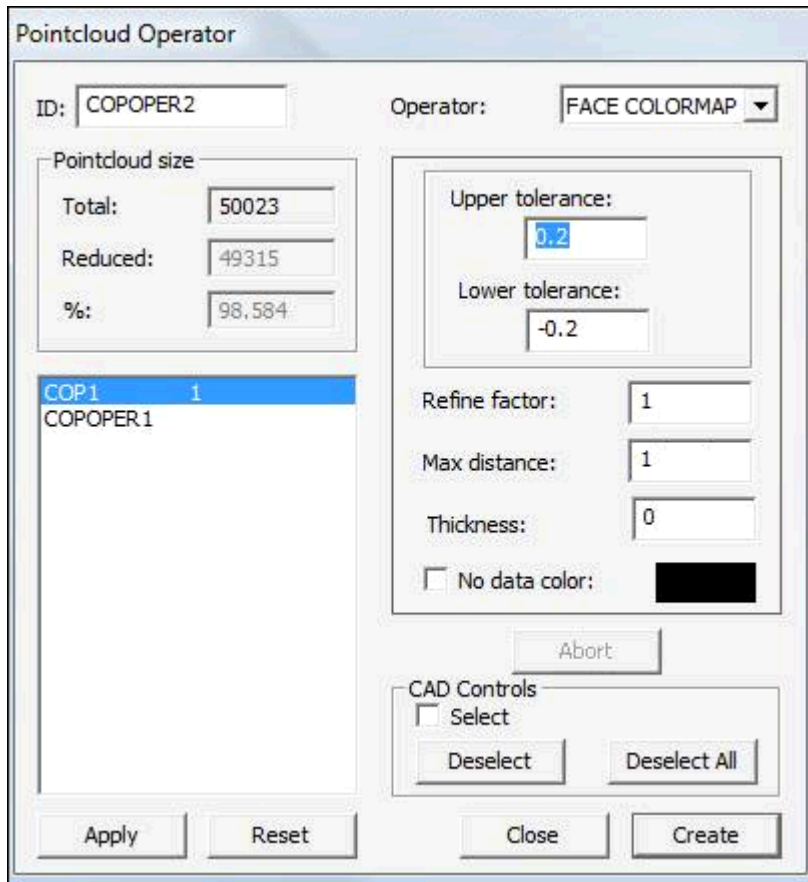 Pointcloud Operator
ID: COPOPER2
Operator: FACE COLORMAP
Pointcloud size
Total: 50023
Reduced: 49315
%: 98.584
COP1 1
COPOPER1
Upper tolerance:
0.2
Lower tolerance:
-0.2
Refine factor: 1
Max distance: 1
Thickness: 0
No data color:
Abort
CAD Controls
Select
Deselect Deselect All
Apply Reset Close Create